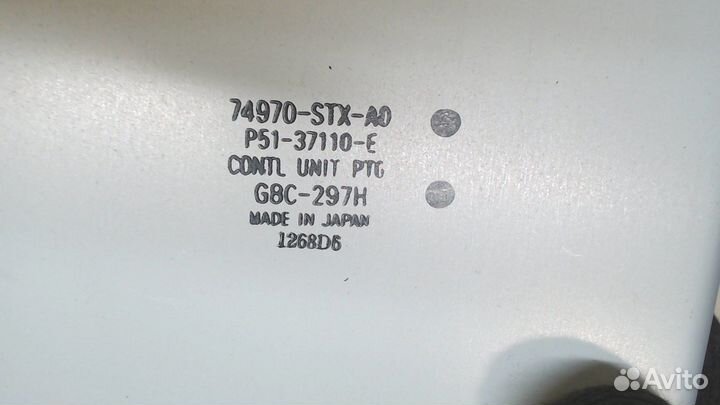 74970-STX-A0
P51-37110-E
CONTL UNIT PTG
G8C-297H
MADE IN JAPAN
1268D6
Avito